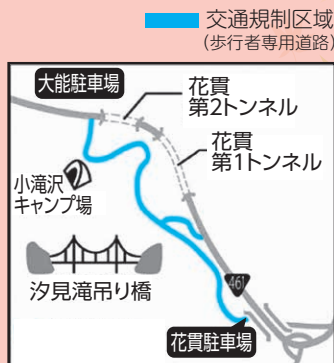 交通規制区域
(歩行者専用道路)
大能駐車場
花貫
第2トンネル
花貫
第1トンネル
小滝沢
キャンプ場
汐見滝吊り橋
461
花貫駐車場